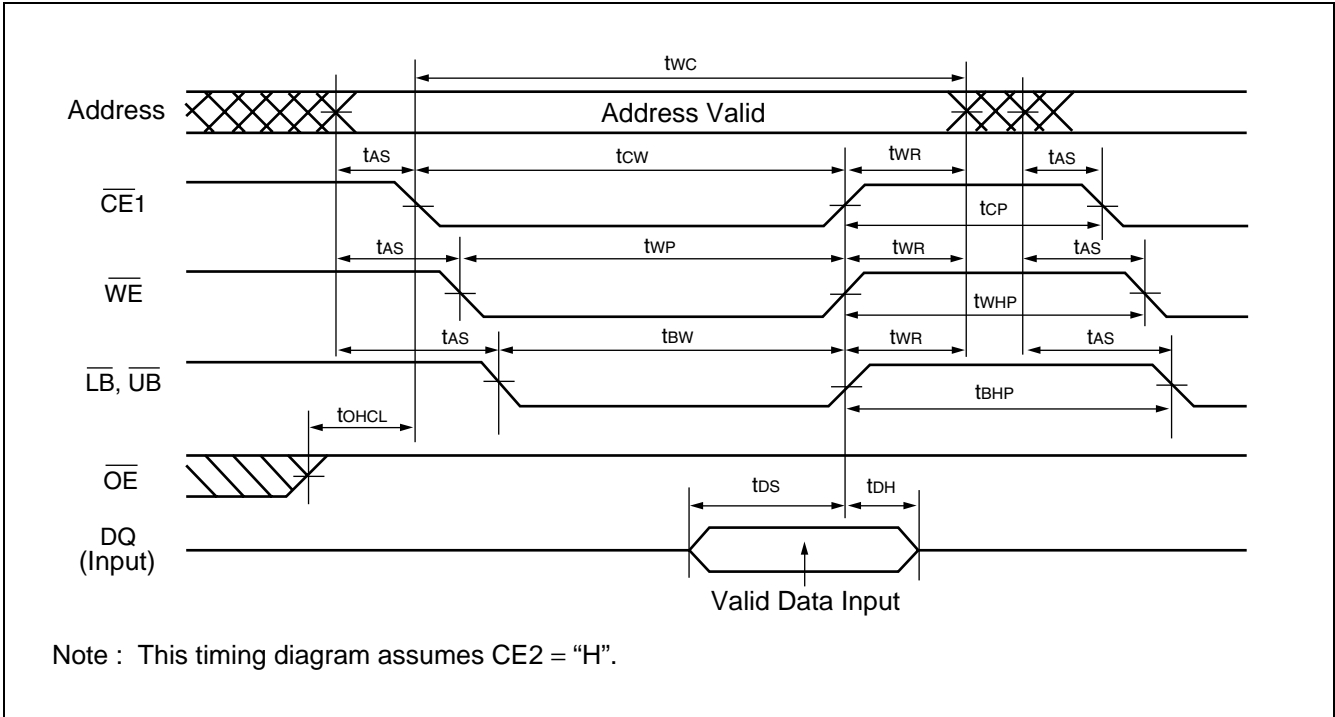 tWC
Address
Address Valid
tAS
tCW
tWR
tAS
CE1
tCP
tAS
tWP
tWR
tAS
WE
tWHP
tAS
tBW
tWR
tAS
LB, UB
tBHP
tOHCL
OE
tDS
tDH
DQ
(Input)
Valid Data Input
Note : This timing diagram assumes CE2 = “H”.